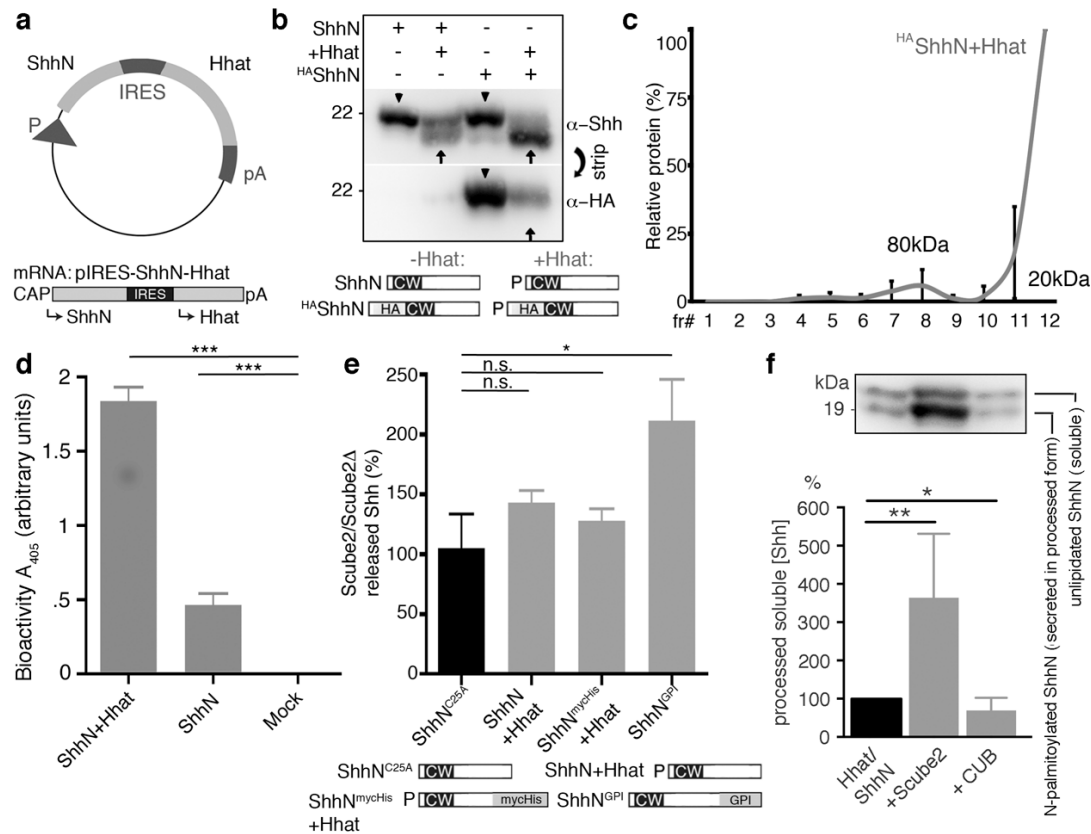 a
ShhN
Hhat
IRES
P
pA
mRNA: pIRES-ShhN-Hhat
CAP
IRES
pA
ShhN
Hhat
b
ShhN + + - -
+Hhat - + - +
HAShhN - - + +
22
α-Shh
strip
22
α-HA
-Hhat:
+Hhat:
ShhN CW
P CW
HAShhN HA CW
P HA CW
c
HAShhN+Hhat
Relative protein (%)
100
75
50
25
0
80kDa
20kDa
fr# 1 2 3 4 5 6 7 8 9 10 11 12
d
***
***
Bioactivity A405 (arbitrary units)
2
1.5
1
.5
0
ShhN+Hhat
ShhN
Mock
e
*
n.s.
n.s.
Scube2/Scube2Δ
released Shh (%)
250
200
150
100
50
0
ShhNC25A
ShhN
+Hhat
ShhNmycHis
+Hhat
ShhNGPI
ShhNC25A CW
ShhN+Hhat P CW
ShhNmycHis P CW mycHis
+Hhat
ShhNGPI CW GPI
f
kDa
19
%
*
**
processed soluble [Shh]
600
500
400
300
200
100
0
Hhat/
ShhN
+Scube2
+CUB
N-palmitoylated ShhN (secreted in processed form)
unlipidated ShhN (soluble)